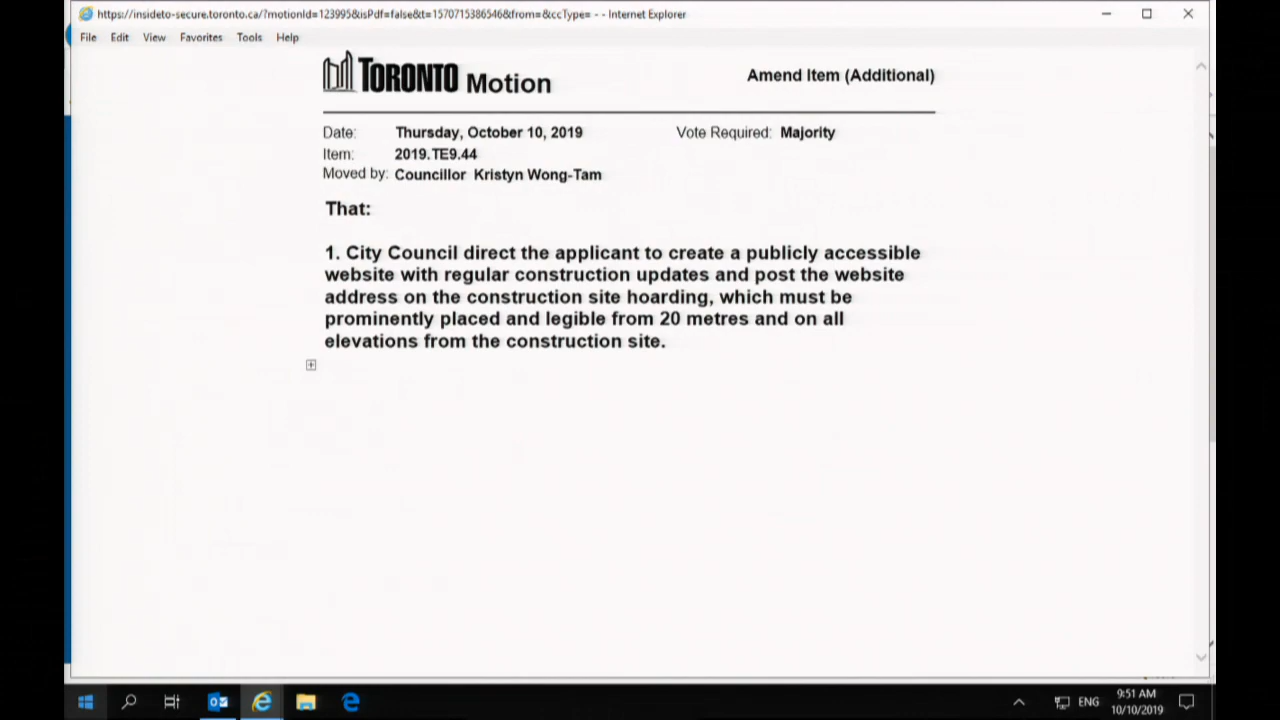 https://insideto-secure.toronto.ca/?motionId=123995&isPdf=false&t=1570715386546&from=&ccType= - - Internet Explorer
File Edit View Favorites Tools Help
TORONTO Motion
Amend Item (Additional)
Date: Thursday, October 10, 2019
Vote Required: Majority
Item: 2019.TE9.44
Moved by: Councillor Kristyn Wong-Tam
That:
1. City Council direct the applicant to create a publicly accessible
website with regular construction updates and post the website
address on the construction site hoarding, which must be
prominently placed and legible from 20 metres and on all
elevations from the construction site.
ENG
9:51 AM
10/10/2019